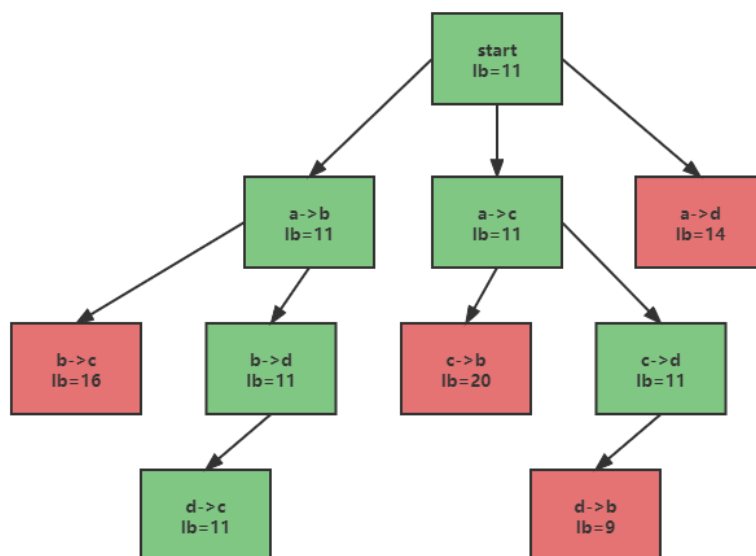 start
lb=11
a->b
lb=11
a->c
lb=11
a->d
lb=14
b->c
lb=16
b->d
lb=11
c->b
lb=20
c->d
lb=11
d->c
lb=11
d->b
lb=9